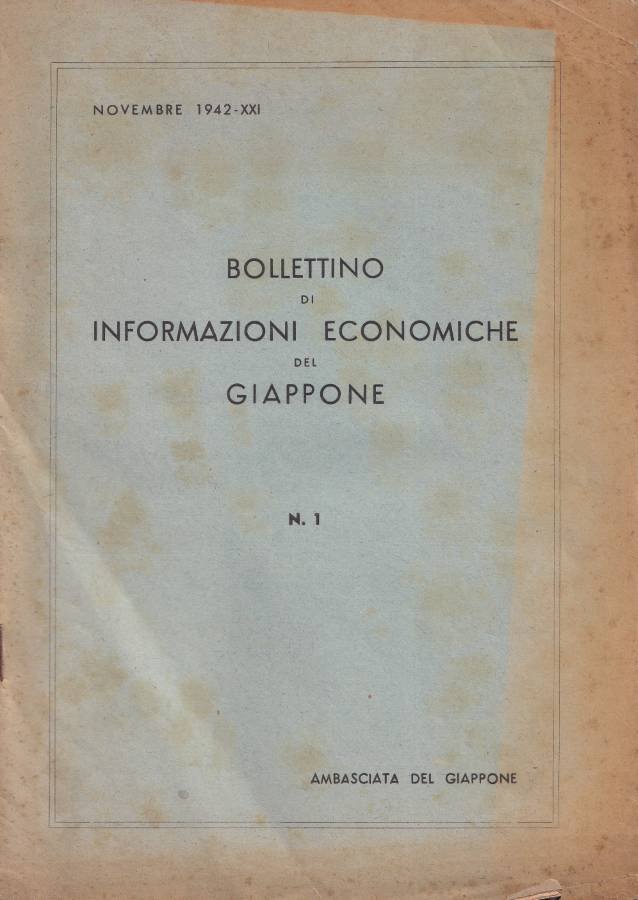 NOVEMBRE 1942-XXI
BOLLETTINO
DI
INFORMAZIONI ECONOMICHE
DEL
GIAPPONE
N. 1
AMBASCIATA DEL GIAPPONE